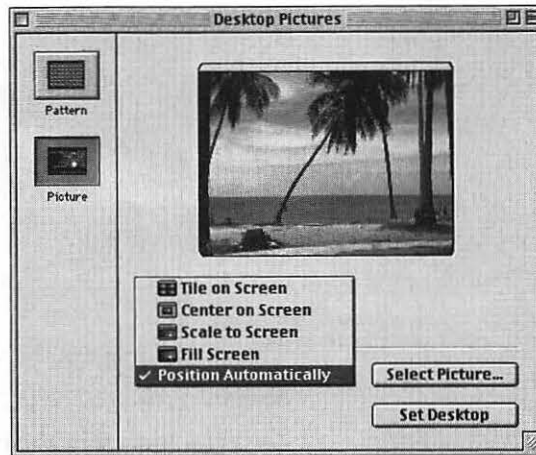 Desktop Pictures
Pattern
Picture
Tile on Screen
Center on Screen
Scale to Screen
Fill Screen
✓ Position Automatically
Select Picture...
Set Desktop